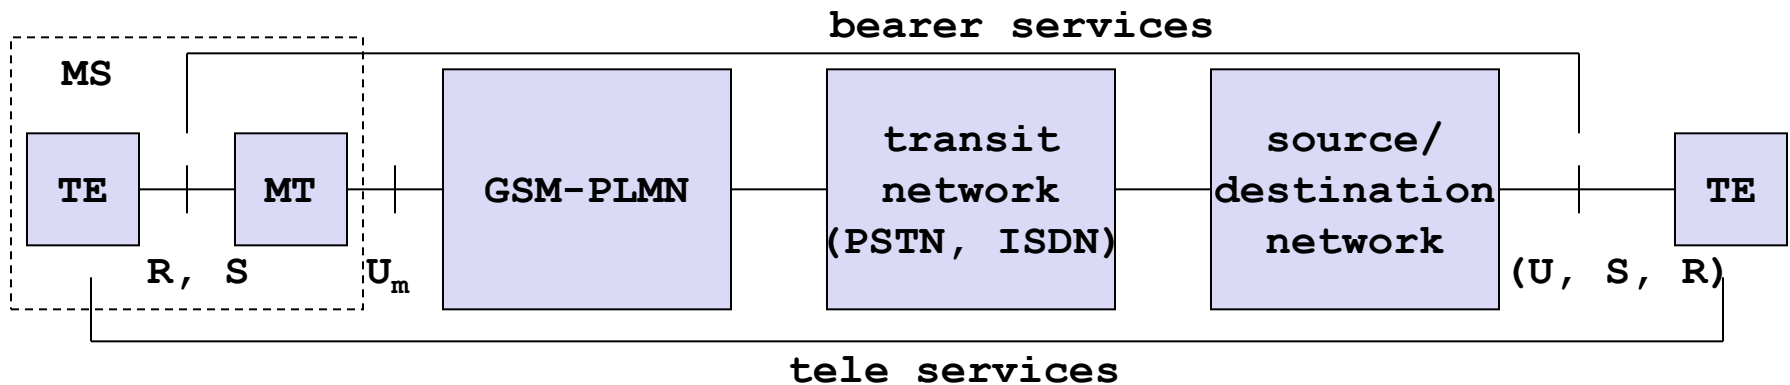 bearer services
MS
TE
MT
GSM-PLMN
transit
network
(PSTN, ISDN)
source/
destination
network
TE
R, S
Um
(U, S, R)
tele services